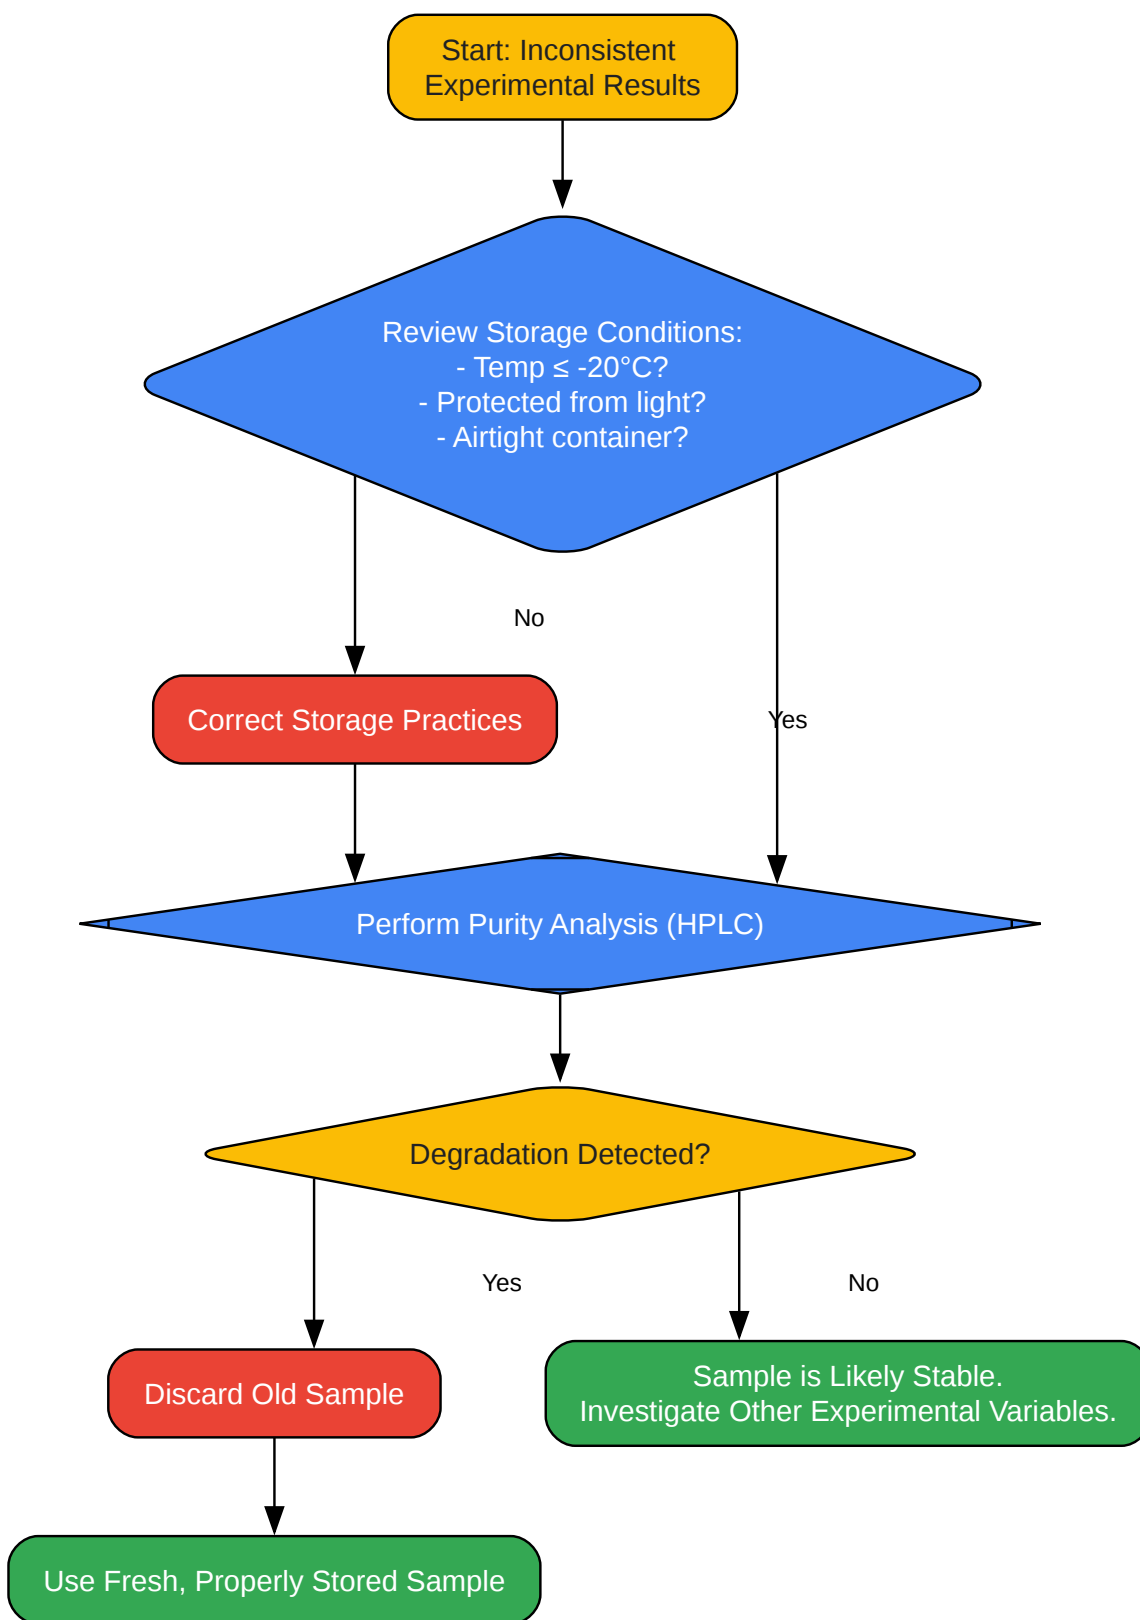 Start: Inconsistent
Experimental Results
Review Storage Conditions:
- Temp ≤ -20°C?
- Protected from light?
- Airtight container?
No
Correct Storage Practices
Yes
Perform Purity Analysis (HPLC)
Degradation Detected?
Yes
No
Sample is Likely Stable.
Investigate Other Experimental Variables.
Discard Old Sample
Use Fresh, Properly Stored Sample